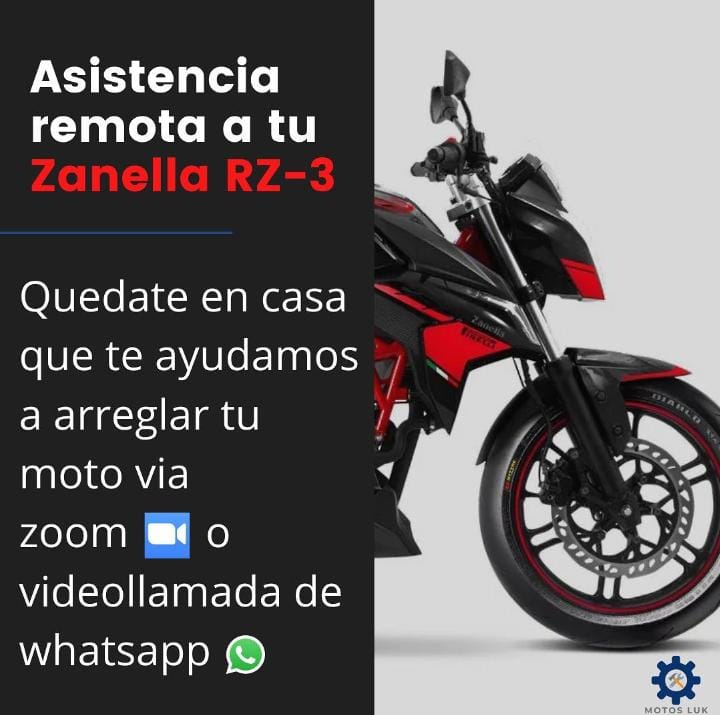 Asistencia
remota a tu
Zanella RZ-3
Quedate en casa
que te ayudamos
a arreglar tu
moto via
zoom o
videollamada de
whatsapp
Zanella
PIRELLI
DIABLO
MOTOS LUK